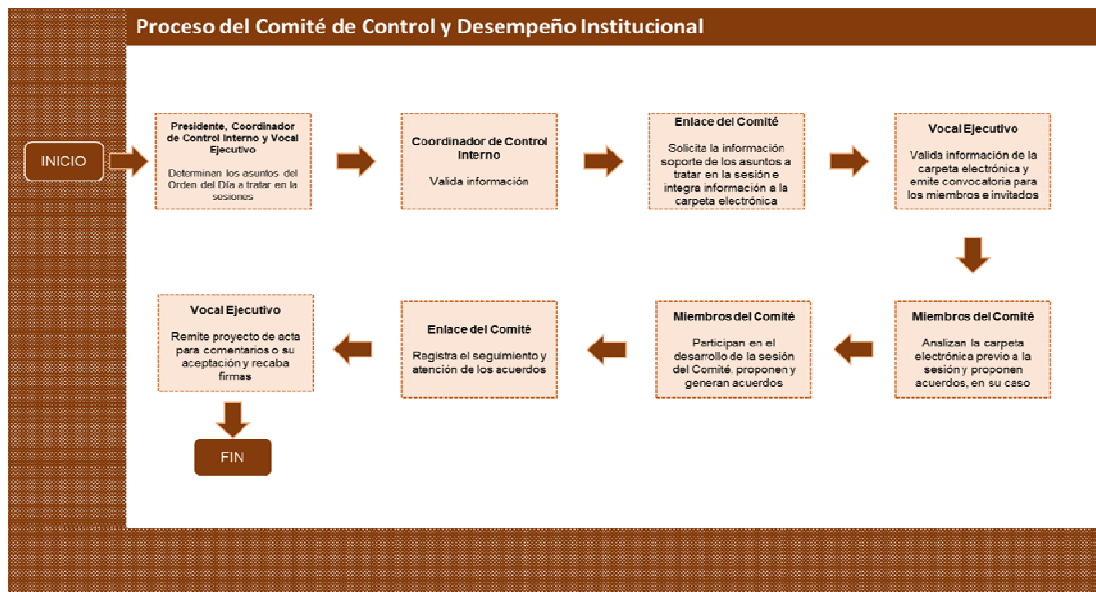 Proceso del Comité de Control y Desempeño Institucional
INICIO
Presidente, Coordinador
de Control Interno y Vocal
Ejecutivo
Determinan los asuntos del
Orden del Día a tratar en la
sesiones
Coordinador de Control
Interno
Valida información
Enlace del Comité
Solicita la información
soporte de los asuntos a
tratar en la sesión e
integra información a la
carpeta electrónica
Vocal Ejecutivo
Valida información de la
carpeta electrónica y
emite convocatoria para
los miembros e invitados
Miembros del Comité
Analizan la carpeta
electrónica previo a la
sesión y proponen
acuerdos, en su caso
Miembros del Comité
Participan en el
desarrollo de la sesión
del Comité, proponen y
generan acuerdos
Enlace del Comité
Registra el seguimiento y
atención de los acuerdos
Vocal Ejecutivo
Remite proyecto de acta
para comentarios o su
aceptación y recaba
firmas
FIN